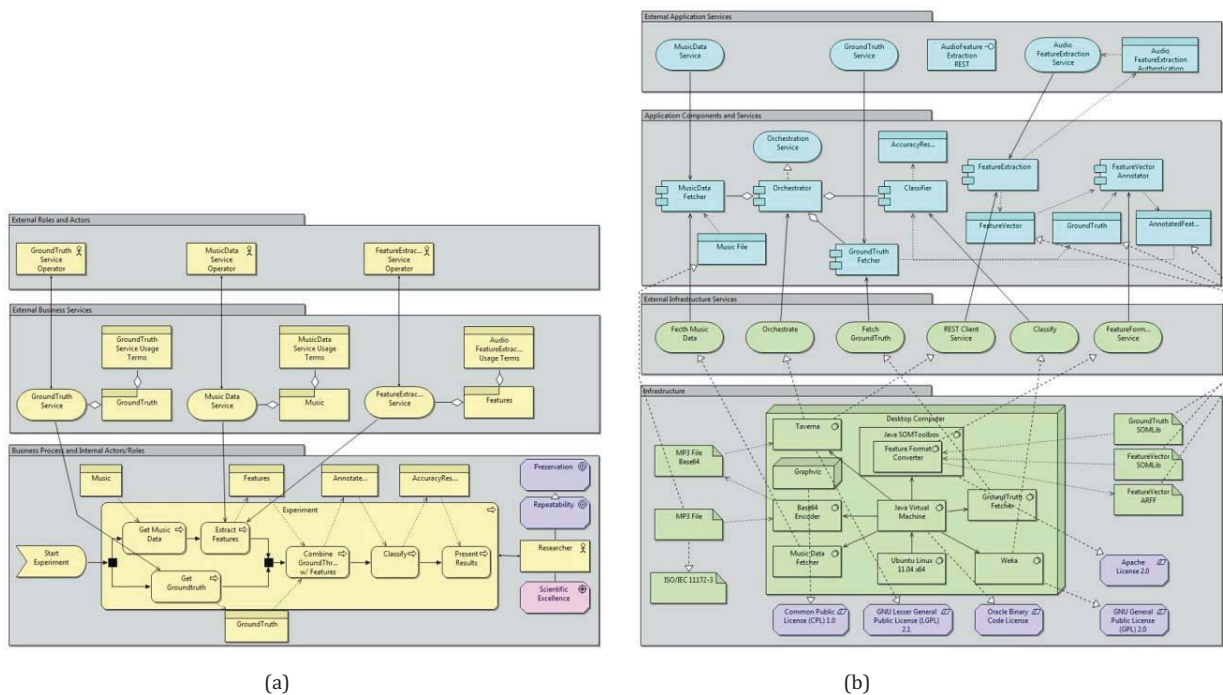 External Roles and Actors
GroundTruth
Service
Operator
MusicData
Service
Operator
FeatureExtrac...
Service
Operator
External Business Services
GroundTruth
Service Usage
Terms
MusicData
Service Usage
Terms
Audio
FeatureExtrac...
Usage Terms
GroundTruth
Service
GroundTruth
Music Data
Service
Music
FeatureExtrac...
Service
Features
Business Process and Internal Actors/Roles
Music
Features
Annotate...
AccuracyRes...
Preservation
Repeatability
Experiment
Start
Experiment
Get Music
Data
Extract
Features
Get
Groundtruth
Combine
GroundThr...
w/ Features
Classify
Present
Results
Researcher
Scientific
Excellence
GroundTruth
(a)
External Application Services
MusicData
Service
GroundTruth
Service
AudioFeature
Extraction
REST
Audio
FeatureExtraction
Service
Audio
FeatureExtraction
Authentication
Application Components and Services
Orchestration
Service
AccuracyRes...
MusicData
Fetcher
Orchestrator
Classifier
FeatureExtraction
FeatureVector
Annotator
Music File
GroundTruth
Fetcher
FeatureVector
GroundTruth
AnnotatedFeat...
External Infrastructure Services
Fecth Music
Data
Orchestrate
Fetch
GroundTruth
REST Client
Service
Classify
FeatureForm...
Service
Infrastructure
Desktop Computer
Taverna
Java SOMToolbox
Feature Format
Converter
GroundTruth
SOMLib
MP3 File
Base64
Graphviz
FeatureVector
SOMLib
FeatureVector
ARFF
MP3 File
Base64
Encoder
Java Virtual
Machine
GroundTruth
Fetcher
Music Data
Fetcher
Ubuntu Linux
11.04 x64
Weka
ISO/IEC 11172-3
Apache
License 2.0
Common Public
License (CPL) 1.0
GNU Lesser General
Public License (LGPL)
2.1
Oracle Binary
Code License
GNU General
Public License
(GPL) 2.0
(b)